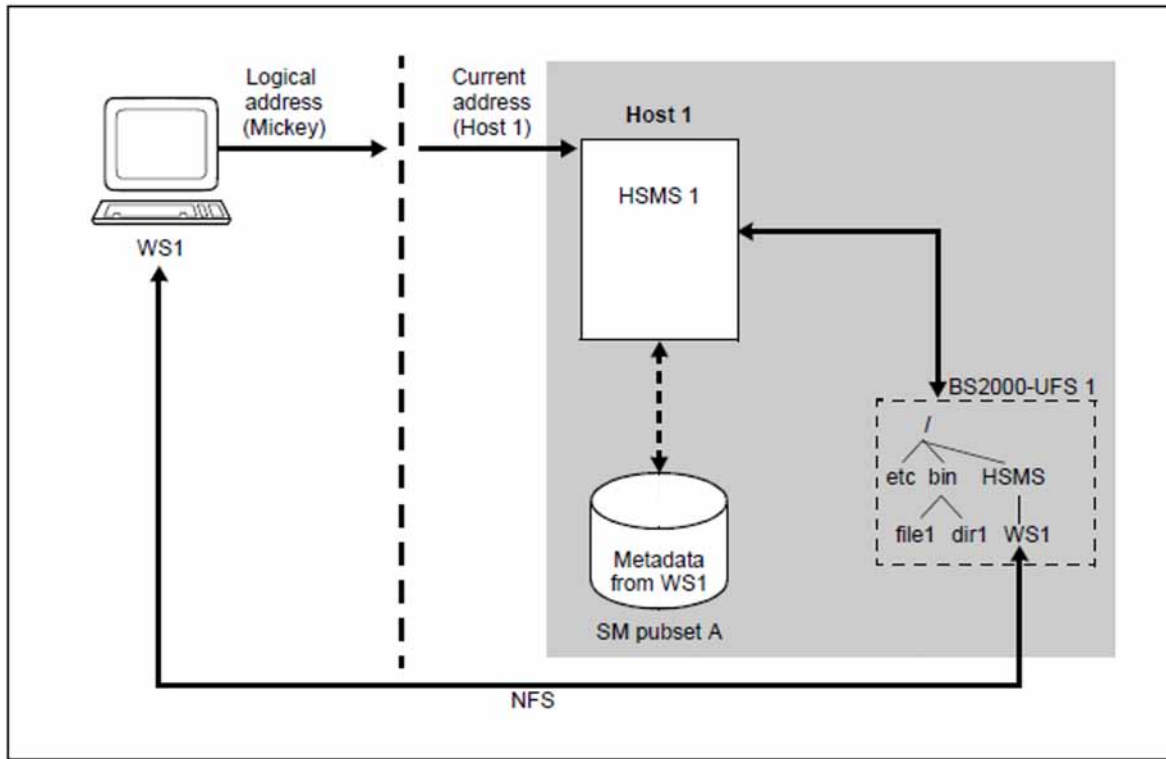 Logical
address
(Mickey)
Current
address
(Host 1)
Host 1
HSMS 1
WS1
BS2000-UFS 1
/
etc bin HSMS
file1 dir1 WS1
Metadada
from WS1
SM pubset A
NFS